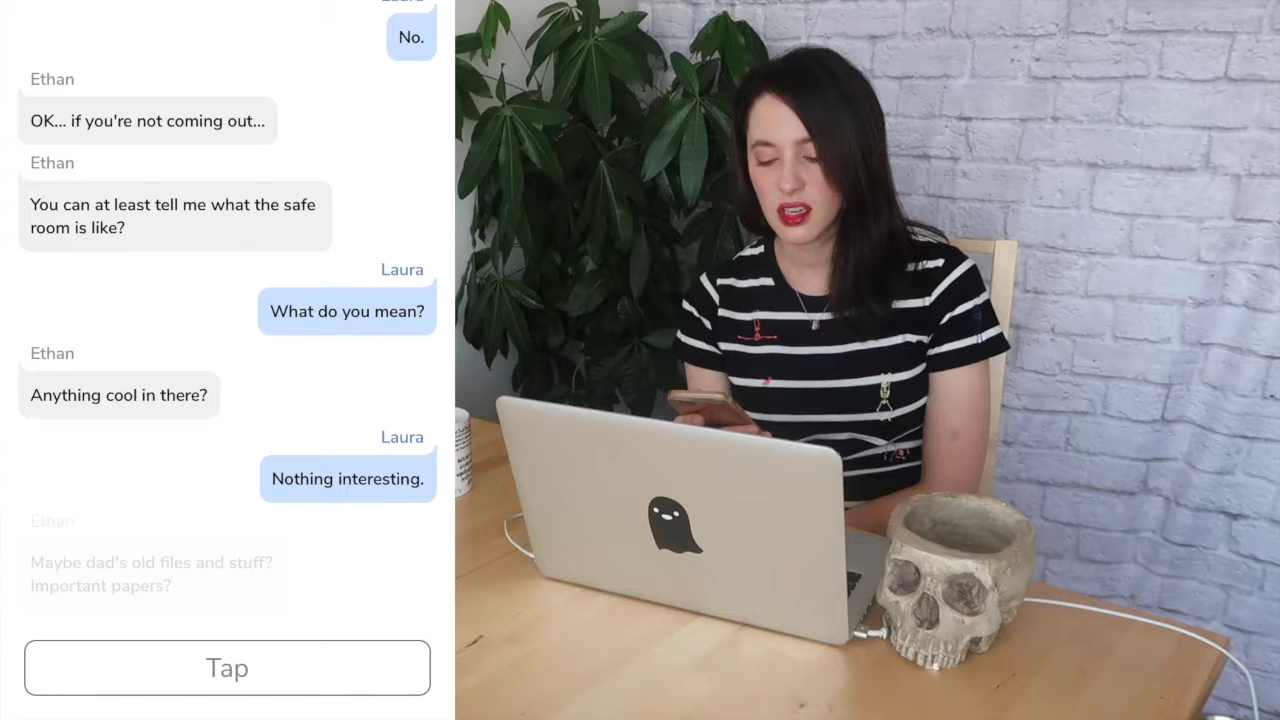 Laura
No.
Ethan
OK... if you're not coming out...
Ethan
You can at least tell me what the safe
room is like?
Laura
What do you mean?
Ethan
Anything cool in there?
Laura
Nothing interesting.
Ethan
Maybe dad's old files and stuff?
Important papers?
Tap